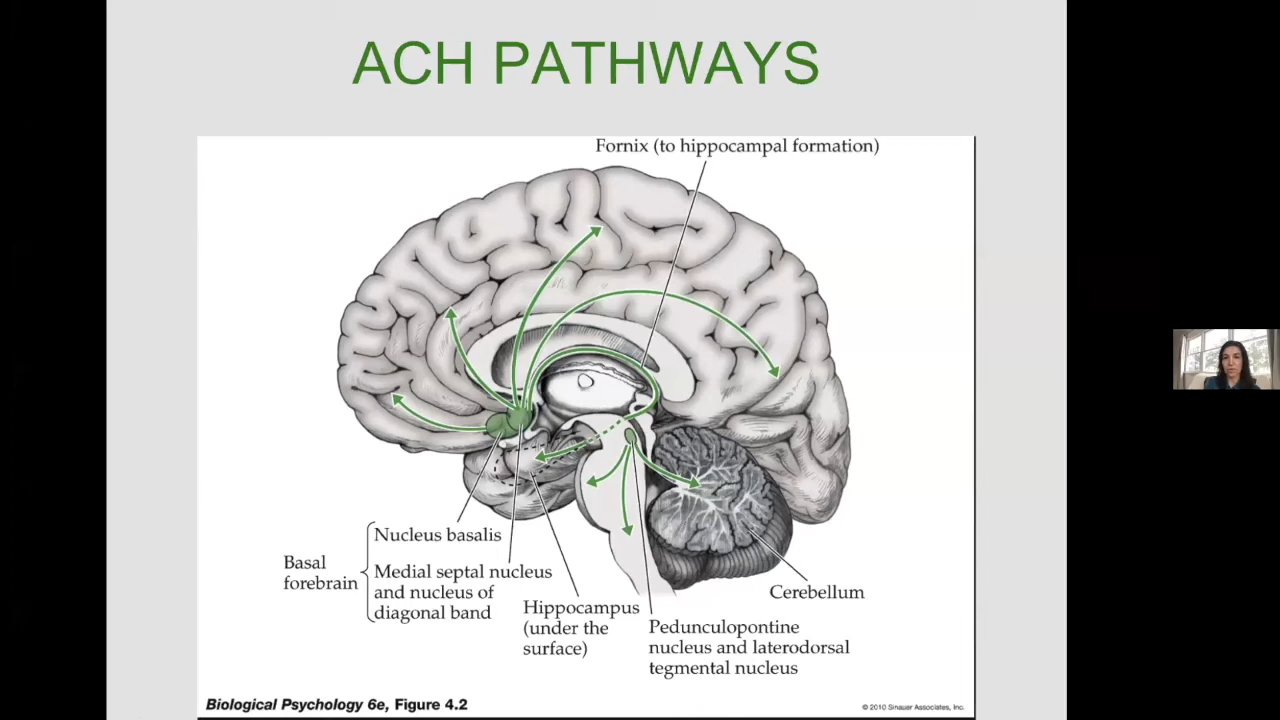 ACH PATHWAYS
Fornix (to hippocampal formation)
Nucleus basalis
Basal
forebrain
Medial septal nucleus
and nucleus of
diagonal band
Hippocampus
(under the
surface)
Cerebellum
Pedunculopontine
nucleus and laterodorsal
tegmental nucleus
Biological Psychology 6e, Figure 4.2
© 2010 Sinauer Associates, Inc.